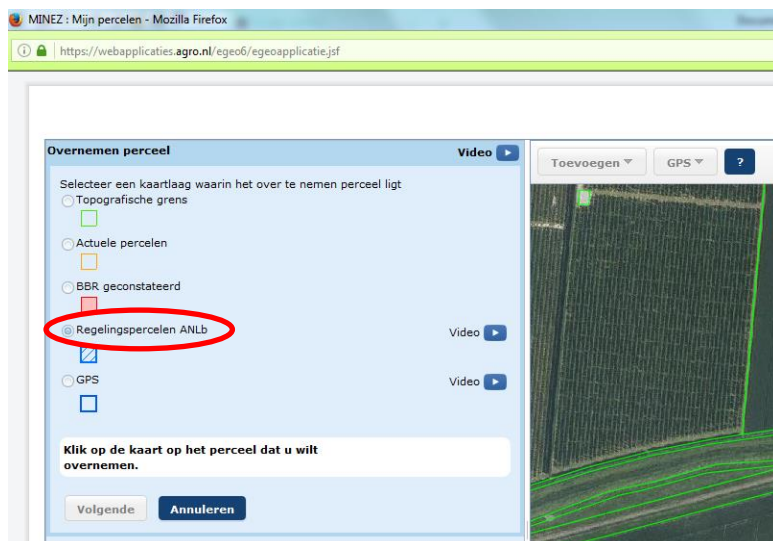 MINEZ : Mijn percelen - Mozilla Firefox
https://webapplicaties.agro.nl/egeo6/egeoapplicatie.jsf
Overnemen perceel Video
Toevoegen GPS ?
Selecteer een kaartlaag waarin het over te nemen perceel ligt
Topografische grens
Actuele percelen
BBR geconstateerd
Regelingspercelen ANLb Video
GPS Video
Klik op de kaart op het perceel dat u wilt
overnemen.
Volgende Annuleren